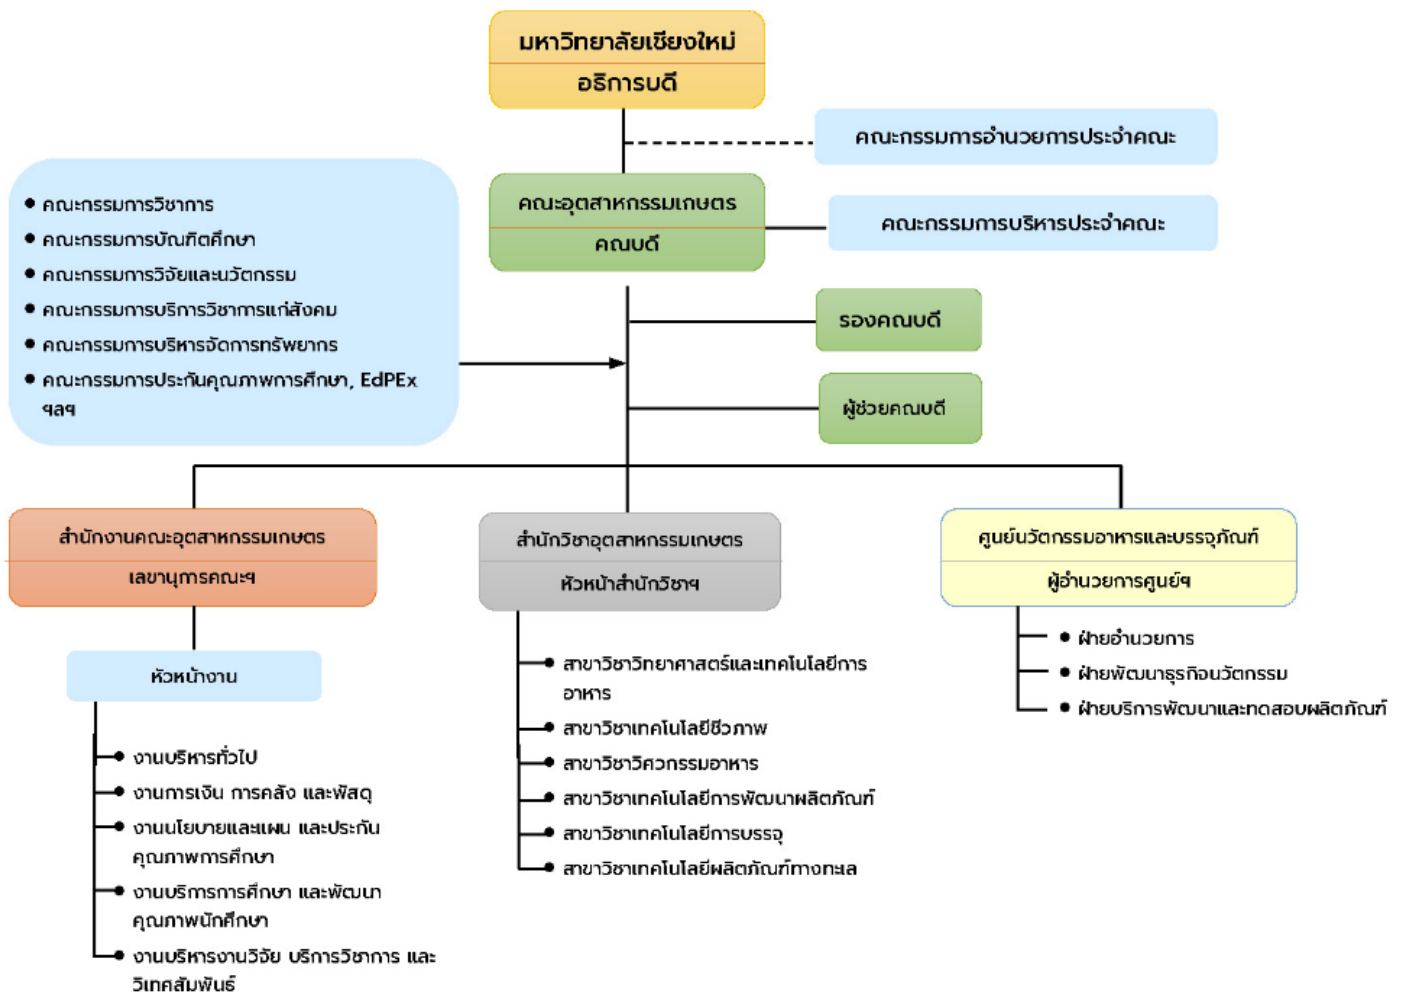 มหาวิทยาลัยเชียงใหม่
อธิการบดี
คณะกรรมการอำนวยการประจำคณะ
คณะอุตสาหกรรมเกษตร
คณบดี
คณะกรรมการบริหารประจำคณะ
● คณะกรรมการวิชาการ
● คณะกรรมการบัณฑิตศึกษา
● คณะกรรมการวิจัยและนวัตกรรม
● คณะกรรมการบริการวิชาการแก่สังคม
● คณะกรรมการบริหารจัดการทรัพยากร
● คณะกรรมการประกันคุณภาพการศึกษา, EdPEx
ฯลฯ
รองคณบดี
ผู้ช่วยคณบดี
สำนักงานคณะอุตสาหกรรมเกษตร
เลขานุการคณะฯ
หัวหน้างาน
● งานบริหารทั่วไป
● งานการเงิน การคลัง และพัสดุ
● งานนโยบายและแผน และประกัน
คุณภาพการศึกษา
● งานบริการการศึกษา และพัฒนา
คุณภาพนักศึกษา
● งานบริหารงานวิจัย บริการวิชาการ และ
วิเทศสัมพันธ์
สำนักวิชาอุตสาหกรรมเกษตร
หัวหน้าสำนักวิชาฯ
● สาขาวิชาวิทยาศาสตร์และเทคโนโลยีการ
อาหาร
● สาขาวิชาเทคโนโลยีชีวภาพ
● สาขาวิชาวิศวกรรมอาหาร
● สาขาวิชาเทคโนโลยีการพัฒนาผลิตภัณฑ์
● สาขาวิชาเทคโนโลยีการบรรจุ
● สาขาวิชาเทคโนโลยีผลิตภัณฑ์ทางทะเล
ศูนย์นวัตกรรมอาหารและบรรจุภัณฑ์
ผู้อำนวยการศูนย์ฯ
● ฝ่ายอำนวยการ
● ฝ่ายพัฒนาธุรกิจนวัตกรรม
● ฝ่ายบริการพัฒนาและทดสอบผลิตภัณฑ์